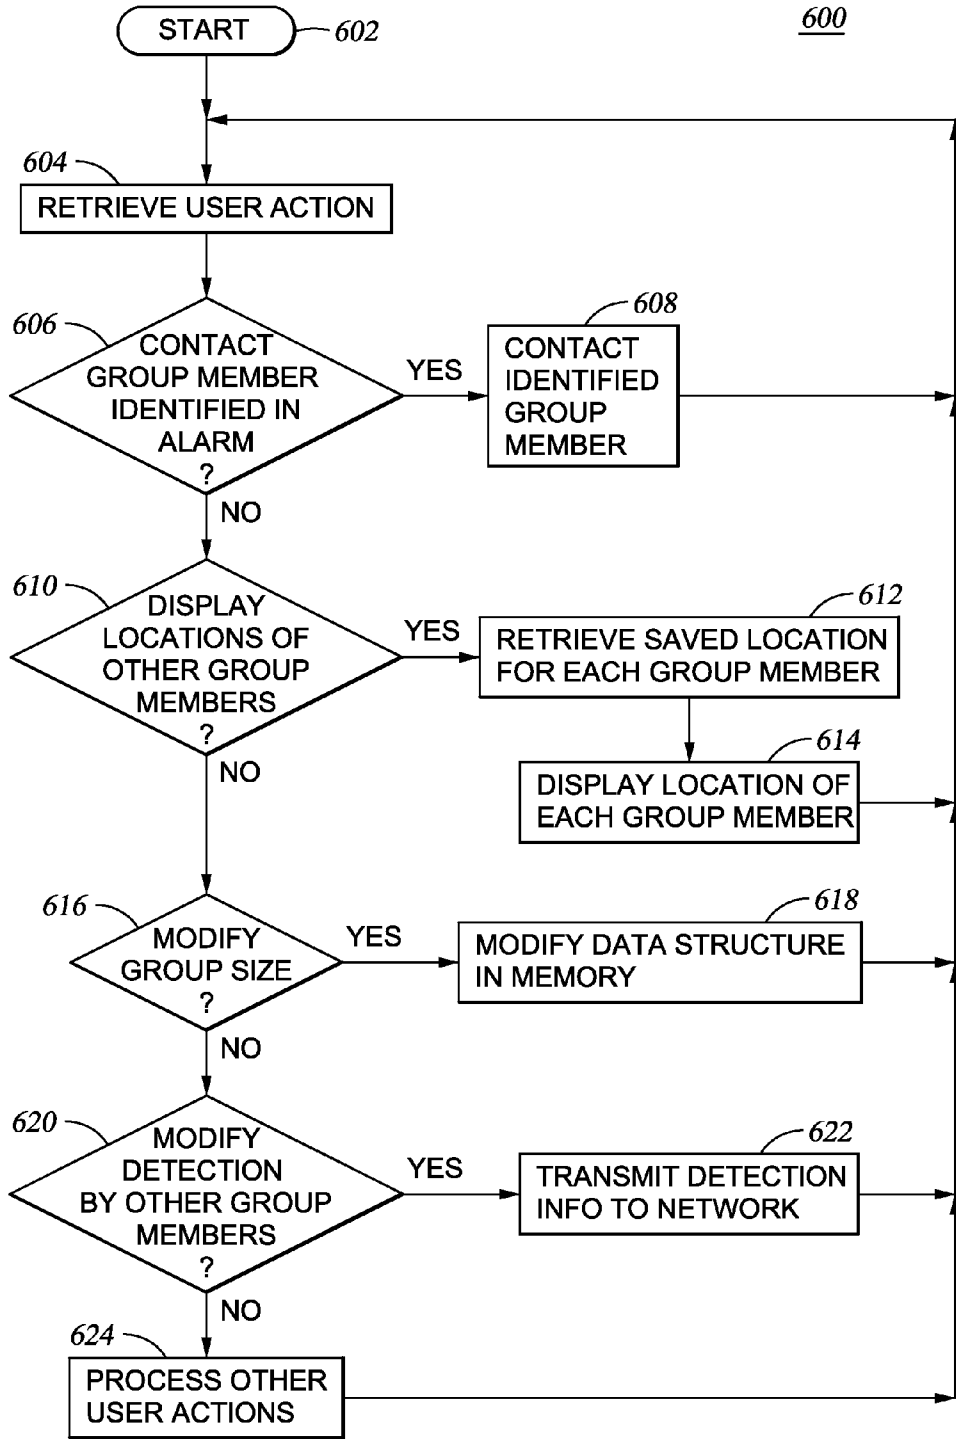 START
602
600
604
RETRIEVE USER ACTION
606
CONTACT
GROUP MEMBER
IDENTIFIED IN
ALARM
?
YES
608
CONTACT
IDENTIFIED
GROUP
MEMBER
NO
610
DISPLAY
LOCATIONS OF
OTHER GROUP
MEMBERS
?
YES
612
RETRIEVE SAVED LOCATION
FOR EACH GROUP MEMBER
614
DISPLAY LOCATION OF
EACH GROUP MEMBER
NO
616
MODIFY
GROUP SIZE
?
YES
618
MODIFY DATA STRUCTURE
IN MEMORY
NO
620
MODIFY
DETECTION
BY OTHER GROUP
MEMBERS
?
YES
622
TRANSMIT DETECTION
INFO TO NETWORK
NO
624
PROCESS OTHER
USER ACTIONS